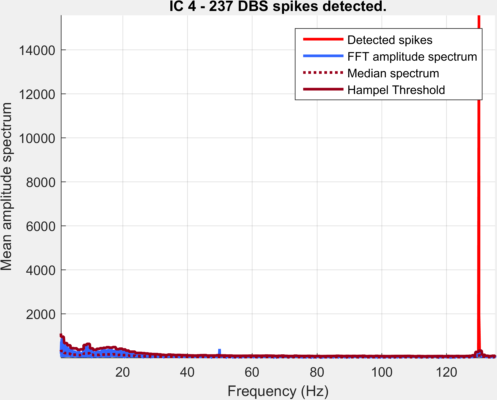 IC 4 - 237 DBS spikes detected.
Detected spikes
FFT amplitude spectrum
Median spectrum
Hampel Threshold
Mean amplitude spectrum
14000
12000
10000
8000
6000
4000
2000
20 40 60 80 100 120
Frequency (Hz)